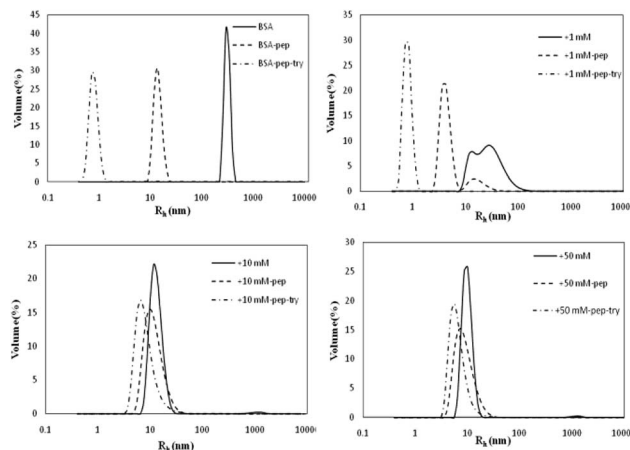 Volume(%)
45
40
35
30
25
20
15
10
5
0
0.1 1 10 100 1000 10000
Rh (nm)
BSA
BSA-pep
BSA-pep-try
Volume(%)
35
30
25
20
15
10
5
0
0.1 1 10 100 1000 1000
Rh (nm)
+1 mM
+1 mM-pep
+1 mM-pep-try
Volume(%)
25
20
15
10
5
0
0.1 1 10 100 1000 10000
Rh (nm)
+10 mM
+10 mM-pep
+10 mM-pep-try
Volume(%)
30
25
20
15
10
5
0
0.1 1 10 100 1000 1000
Rh (nm)
+50 mM
+50 mM-pep
+50 mM-pep-try